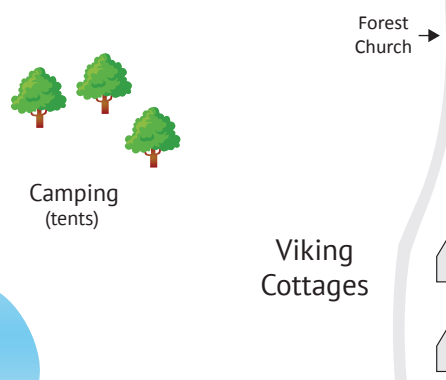 Forest
Church
Camping
(tents)
Viking
Cottages